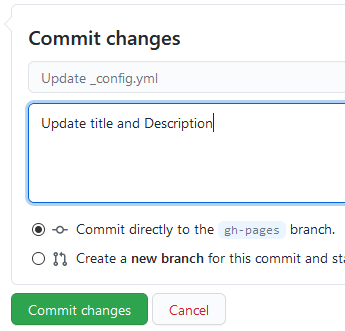 Commit changes
Update _config.yml
Update title and Description
Commit directly to the gh-pages branch.
Create a new branch for this commit and
Commit changes
Cancel